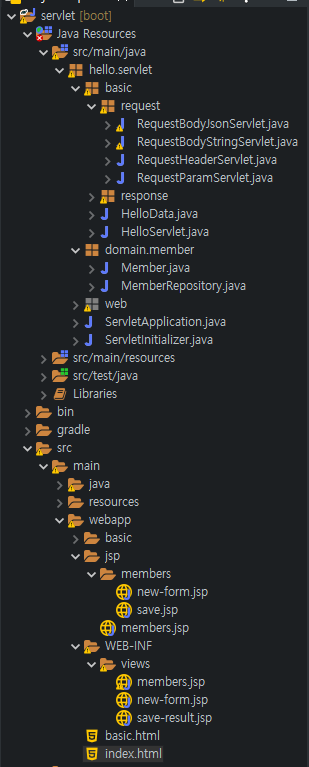 servlet [boot]
Java Resources
src/main/java
hello.servlet
basic
request
RequestBodyJsonServlet.java
RequestBodyStringServlet.java
RequestHeaderServlet.java
RequestParamServlet.java
response
HelloData.java
HelloServlet.java
domain.member
Member.java
MemberRepository.java
web
ServletApplication.java
ServletInitializer.java
src/main/resources
src/test/java
Libraries
bin
gradle
src
main
java
resources
webapp
basic
jsp
members
new-form.jsp
save.jsp
members.jsp
WEB-INF
views
members.jsp
new-form.jsp
save-result.jsp
basic.html
index.html